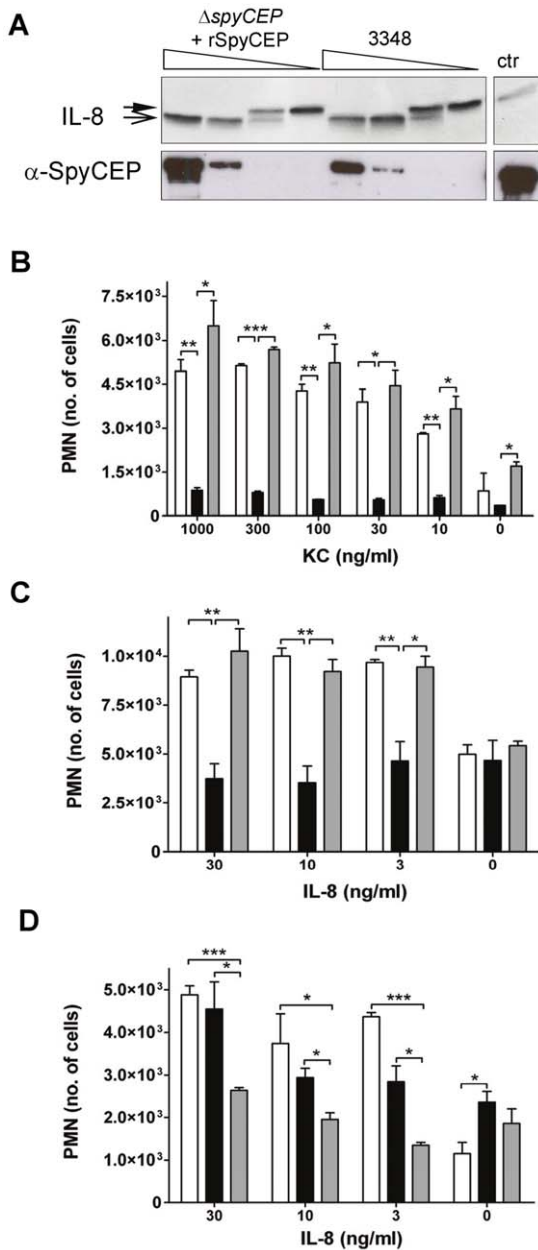 A
ΔspyCEP
+ rSpyCEP
3348
ctr
IL-8
α-SpyCEP
B
PMN (no. of cells)
7.5×10³
6.0×10³
4.5×10³
3.0×10³
1.5×10³
0
** *
***
** *
*
** *
*
1000 300 100 30 10 0
KC (ng/ml)
C
PMN (no. of cells)
1.0×10⁴
7.5×10³
5.0×10³
2.5×10³
0
**
**
** *
30 10 3 0
IL-8 (ng/ml)
D
PMN (no. of cells)
5.0×10³
4.0×10³
3.0×10³
2.0×10³
1.0×10³
0
***
*
*
*
***
*
*
30 10 3 0
IL-8 (ng/ml)